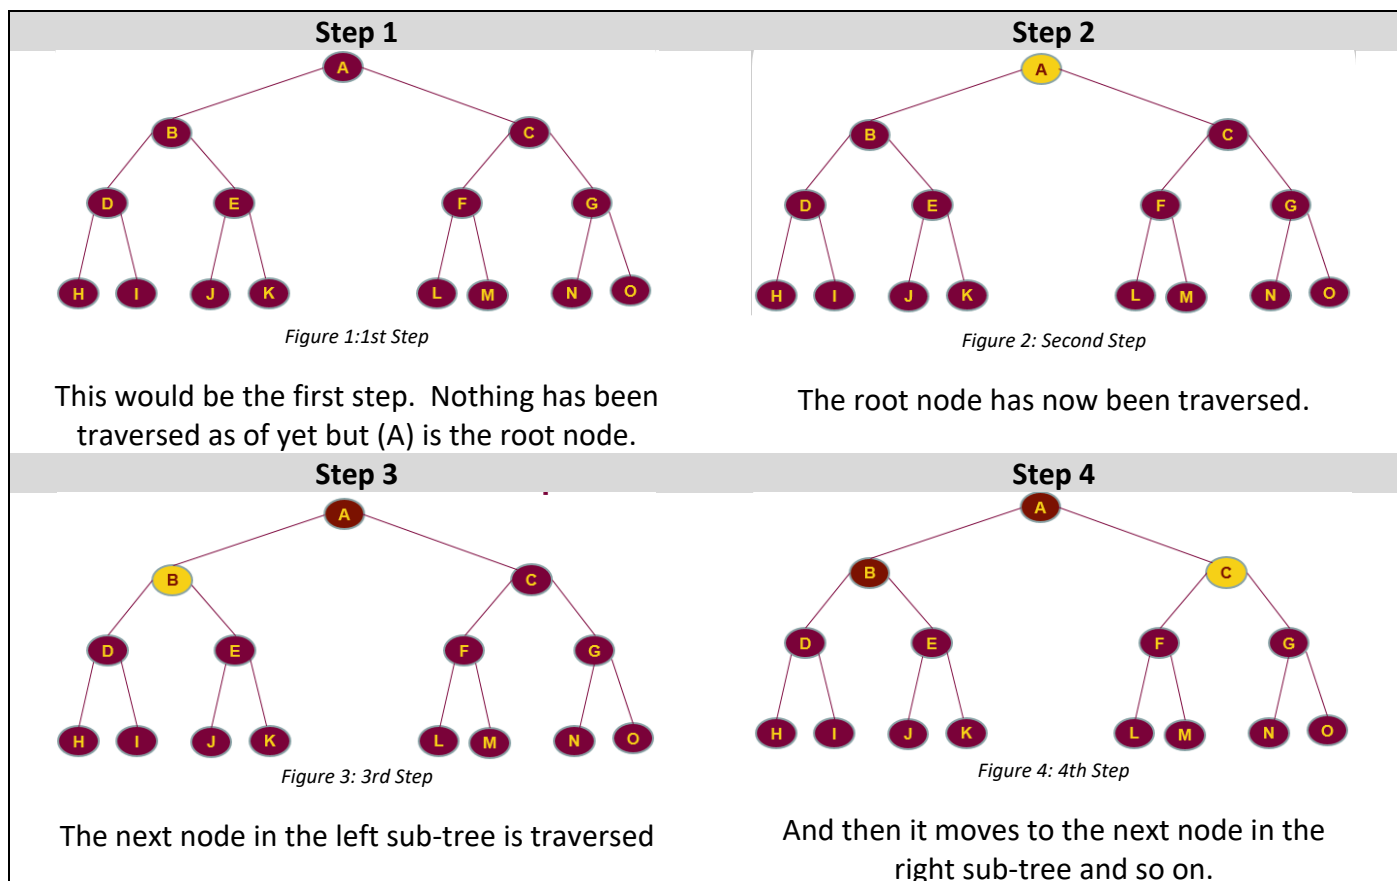 Step 1
A
B
C
D
E
F
G
H
I
J
K
L
M
N
O
Figure 1:1st Step
This would be the first step.  Nothing has been
traversed as of yet but (A) is the root node.
Step 2
A
B
C
D
E
F
G
H
I
J
K
L
M
N
O
Figure 2: Second Step
The root node has now been traversed.
Step 3
A
B
C
D
E
F
G
H
I
J
K
L
M
N
O
Figure 3: 3rd Step
The next node in the left sub-tree is traversed
Step 4
A
B
C
D
E
F
G
H
I
J
K
L
M
N
O
Figure 4: 4th Step
And then it moves to the next node in the
right sub-tree and so on.